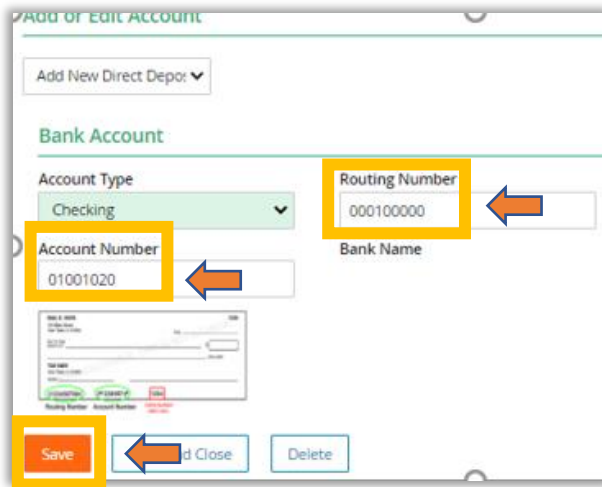 Add or Edit Account
Add New Direct Depo
Bank Account
Account Type
Routing Number
Checking
000100000
Account Number
Bank Name
01001020
Routing Number Account Number
Save
d Close
Delete